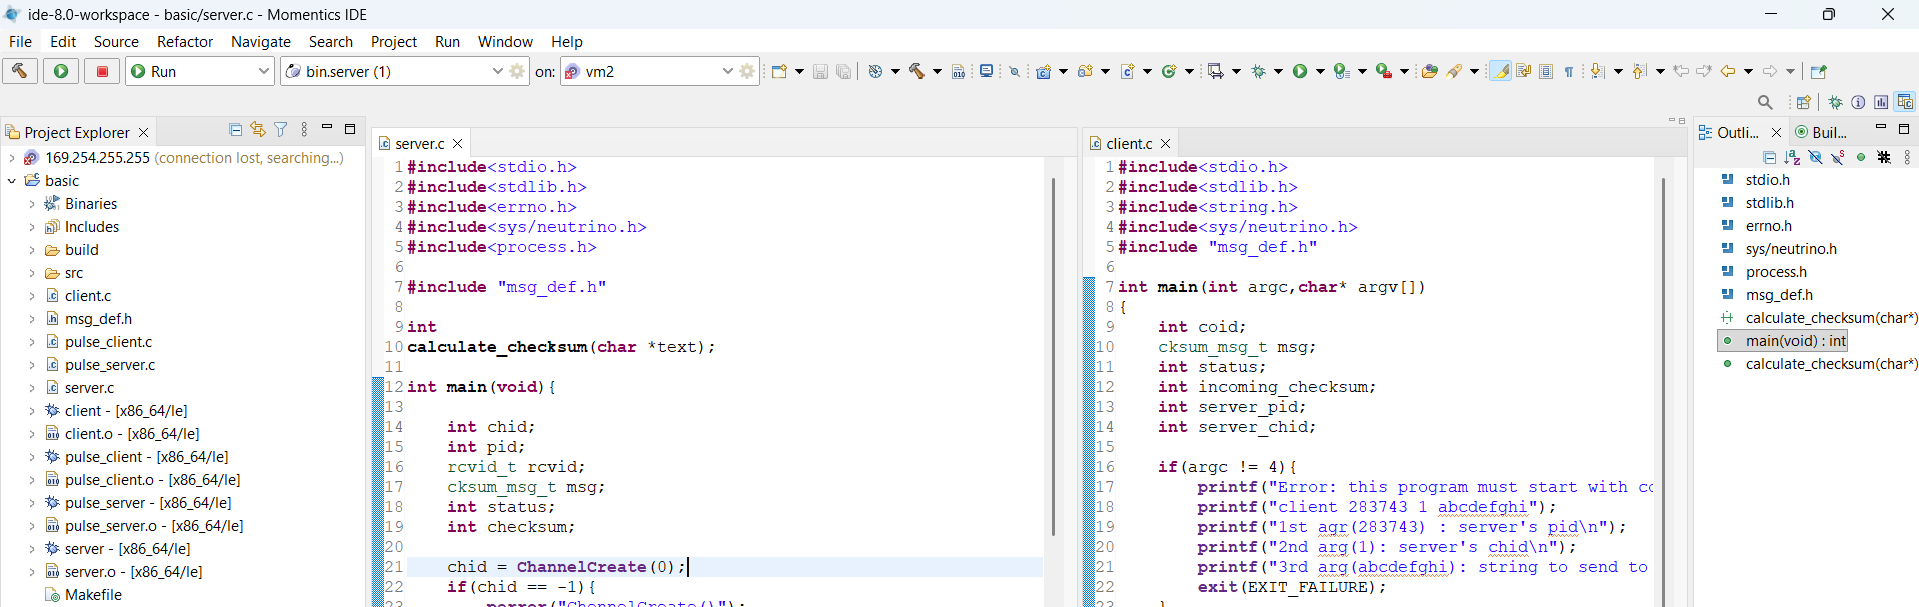 ide-8.0-workspace - basic/server.c - Momentics IDE
File Edit Source Refactor Navigate Search Project Run Window Help
Run bin.server (1) on: vm2
Project Explorer
169.254.255.255 (connection lost, searching...)
basic
Binaries
Includes
build
src
client.c
msg_def.h
pulse_client.c
pulse_server.c
server.c
client - [x86_64/le]
client.o - [x86_64/le]
pulse_client - [x86_64/le]
pulse_client.o - [x86_64/le]
pulse_server - [x86_64/le]
pulse_server.o - [x86_64/le]
server - [x86_64/le]
server.o - [x86_64/le]
Makefile
server.c
1 #include<stdio.h>
2 #include<stdlib.h>
3 #include<errno.h>
4 #include<sys/neutrino.h>
5 #include<process.h>
6
7 #include "msg_def.h"
8
9 int
10 calculate_checksum(char *text);
11
12 int main(void){
13
14 int chid;
15 int pid;
16 rcvid_t rcvid;
17 cksum_msg_t msg;
18 int status;
19 int checksum;
20
21 chid = ChannelCreate(0);
22 if(chid == -1){
23 perror("ChannelCreate()");
client.c
1 #include<stdio.h>
2 #include<stdlib.h>
3 #include<string.h>
4 #include<sys/neutrino.h>
5 #include "msg_def.h"
6
7 int main(int argc,char* argv[])
8 {
9 int coid;
10 cksum_msg_t msg;
11 int status;
12 int incoming_checksum;
13 int server_pid;
14 int server_chid;
15
16 if(argc != 4){
17 printf("Error: this program must start with co
18 printf("client 283743 1 abcdefghi");
19 printf("1st agr(283743) : server's pid\n");
20 printf("2nd arg(1): server's chid\n");
21 printf("3rd arg(abcdefghi): string to send to
22 exit(EXIT_FAILURE);
23 }
Outli... Buil...
stdio.h
stdlib.h
errno.h
sys/neutrino.h
process.h
msg_def.h
calculate_checksum(char*)
main(void) : int
calculate_checksum(char*)